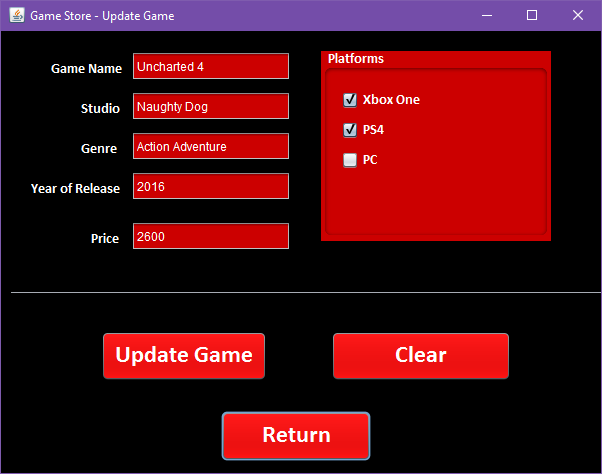 Game Store - Update Game
Game Name Uncharted 4
Studio Naughty Dog
Genre Action Adventure
Year of Release 2016
Price 2600
Platforms
Xbox One
PS4
PC
Update Game
Clear
Return